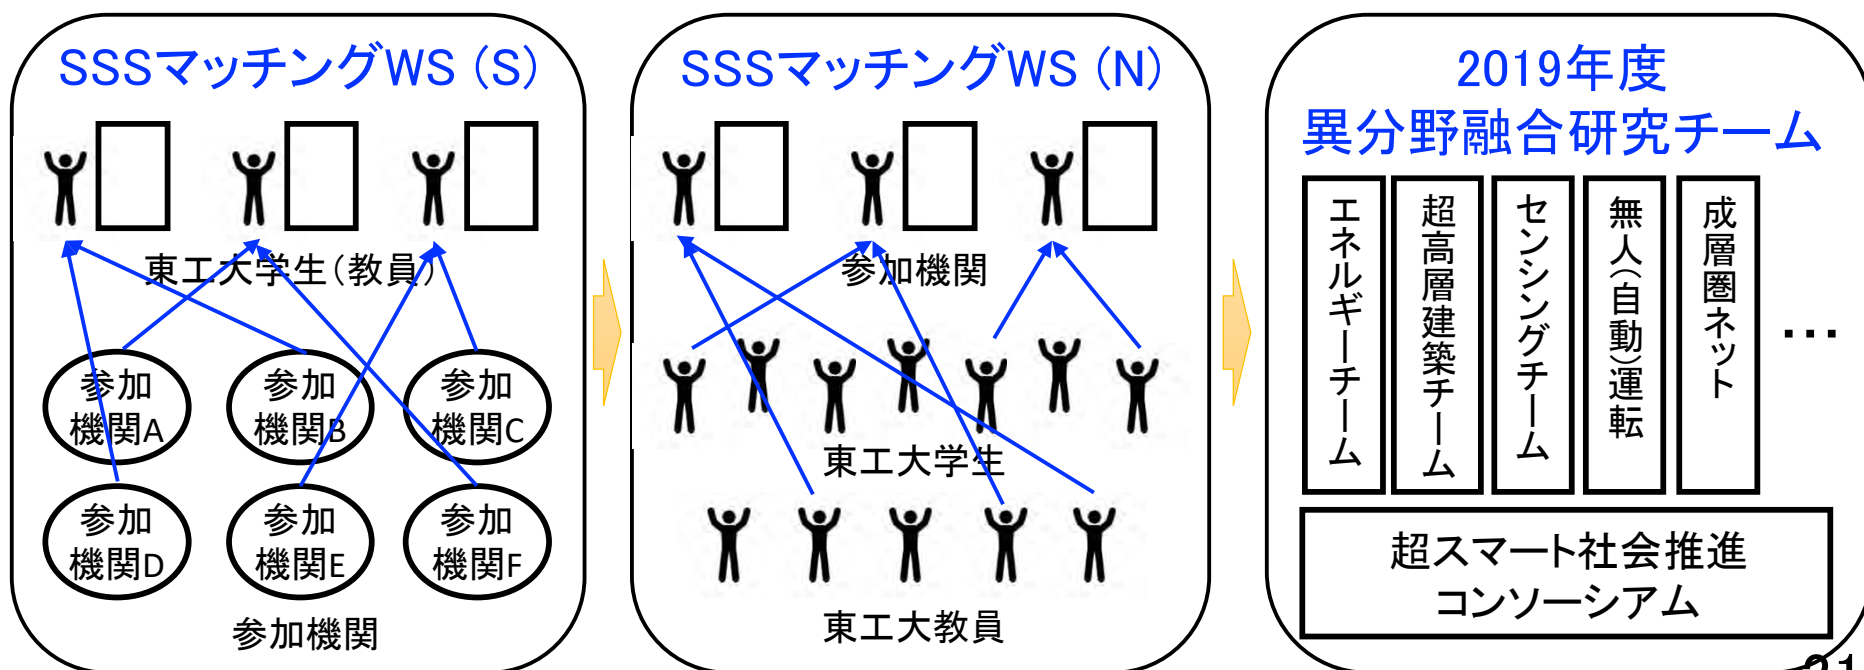 SSSマッチングWS (S)
東工大学生(教員)
参加
機関A
参加
機関B
参加
機関C
参加
機関D
参加
機関E
参加
機関F
参加機関
SSSマッチングWS (N)
参加機関
東工大学生
東工大教員
2019年度
異分野融合研究チーム
エネルギーチーム
超高層建築チーム
センシングチーム
無人(自動)運転
成層圏ネット
...
超スマート社会推進
コンソーシアム